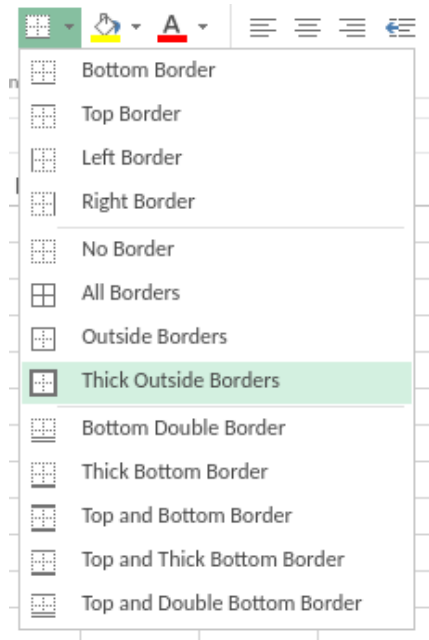 A
Bottom Border
Top Border
Left Border
Right Border
No Border
All Borders
Outside Borders
Thick Outside Borders
Bottom Double Border
Thick Bottom Border
Top and Bottom Border
Top and Thick Bottom Border
Top and Double Bottom Border